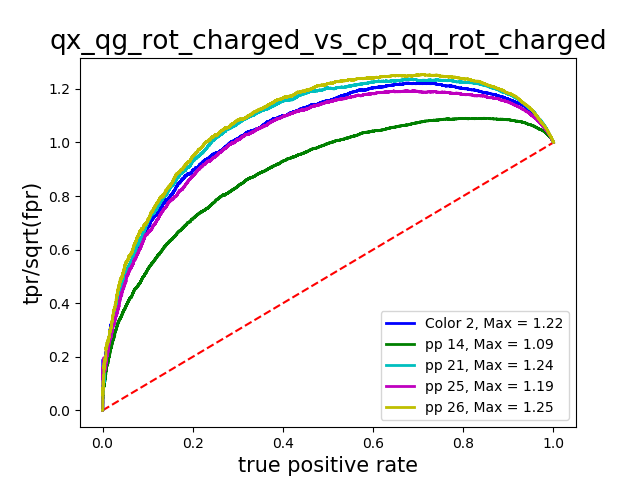 qx_qg_rot_charged_vs_cp_qq_rot_charged
tpr/sqrt(fpr)
1.2
1.0
0.8
0.6
0.4
0.2
0.0
Color 2, Max = 1.22
pp 14, Max = 1.09
pp 21, Max = 1.24
pp 25, Max = 1.19
pp 26, Max = 1.25
0.0 0.2 0.4 0.6 0.8 1.0
true positive rate